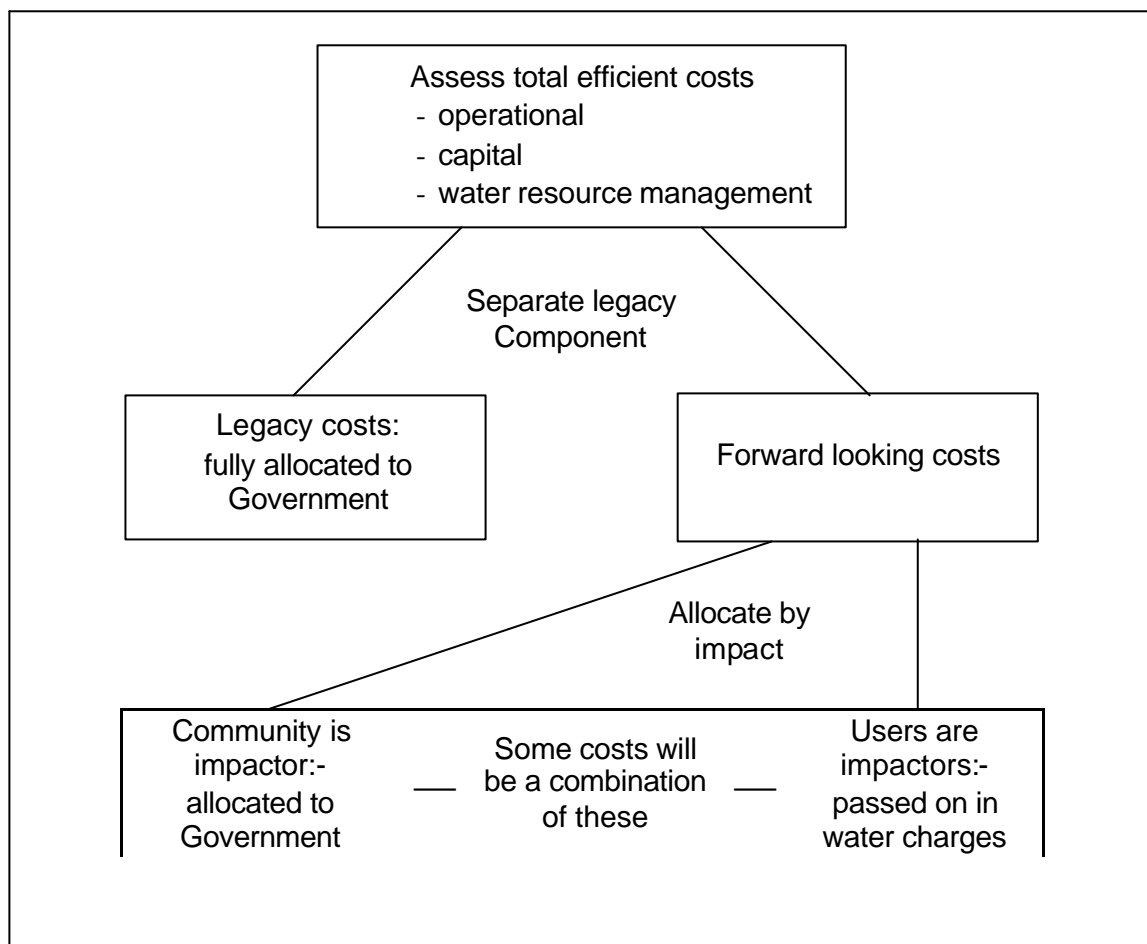 Assess total efficient costs
- operational
- capital
- water resource management
Separate legacy
Component
Legacy costs:
fully allocated to
Government
Forward looking costs
Allocate by
impact
Community is
impactor:-
allocated to
Government
— Some costs will
be a combination
of these —
Users are
impactors:-
passed on in
water charges